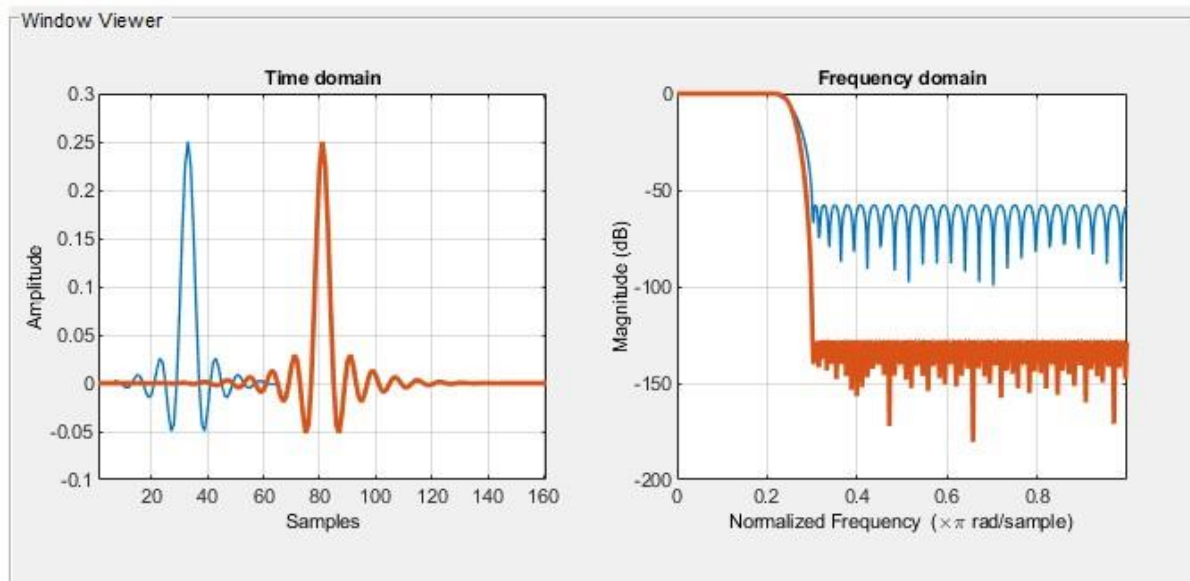 Window Viewer
Time domain
0.3
0.25
0.2
0.15
0.1
0.05
0
-0.05
-0.1
Amplitude
20 40 60 80 100 120 140 160
Samples
Frequency domain
0
-50
-100
-150
-200
Magnitude (dB)
0 0.2 0.4 0.6 0.8
Normalized Frequency (×π rad/sample)